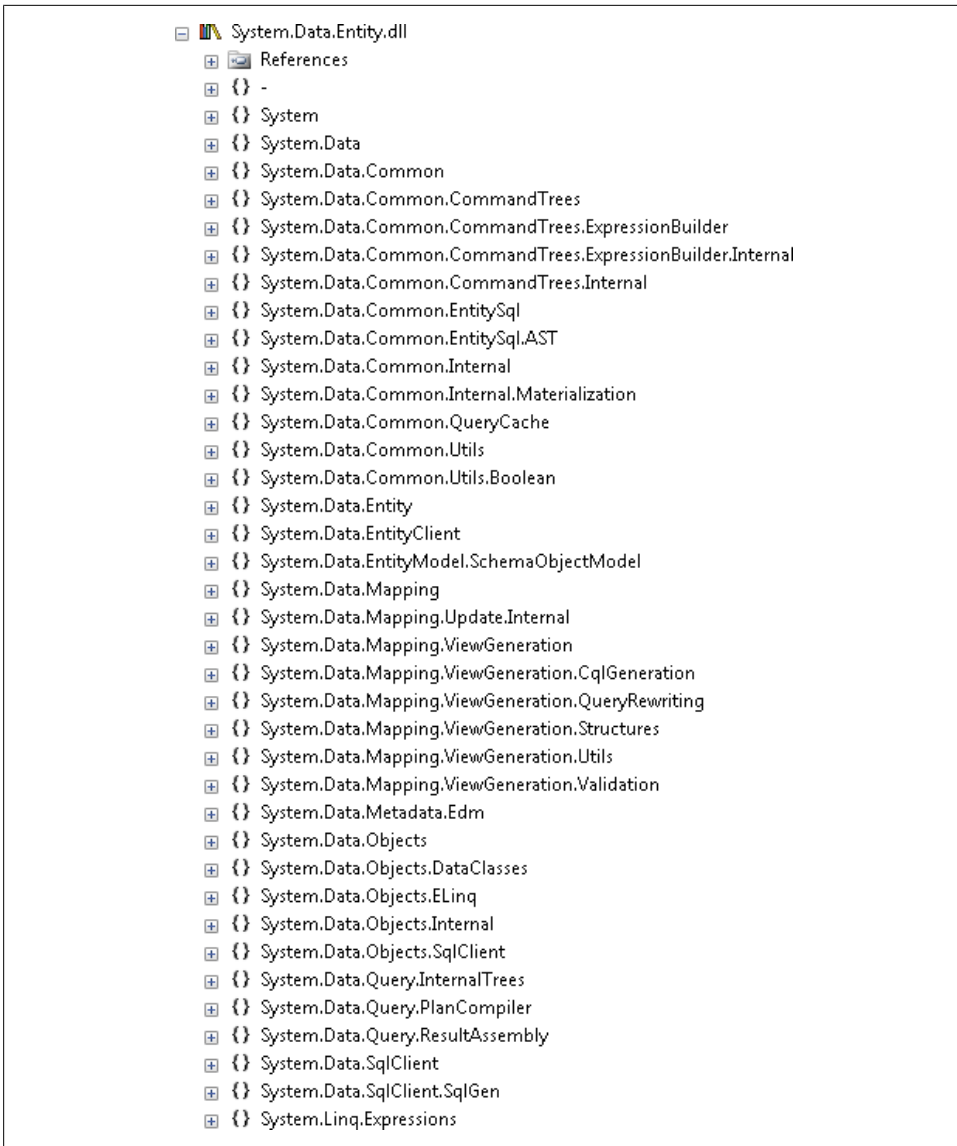 System.Data.Entity.dll
References
{} -
{} System
{} System.Data
{} System.Data.Common
{} System.Data.Common.CommandTrees
{} System.Data.Common.CommandTrees.ExpressionBuilder
{} System.Data.Common.CommandTrees.ExpressionBuilder.Internal
{} System.Data.Common.CommandTrees.Internal
{} System.Data.Common.EntitySql
{} System.Data.Common.EntitySql.AST
{} System.Data.Common.Internal
{} System.Data.Common.Internal.Materialization
{} System.Data.Common.QueryCache
{} System.Data.Common.Utils
{} System.Data.Common.Utils.Boolean
{} System.Data.Entity
{} System.Data.EntityClient
{} System.Data.EntityModel.SchemaObjectModel
{} System.Data.Mapping
{} System.Data.Mapping.Update.Internal
{} System.Data.Mapping.ViewGeneration
{} System.Data.Mapping.ViewGeneration.CqlGeneration
{} System.Data.Mapping.ViewGeneration.QueryRewriting
{} System.Data.Mapping.ViewGeneration.Structures
{} System.Data.Mapping.ViewGeneration.Utils
{} System.Data.Mapping.ViewGeneration.Validation
{} System.Data.Metadata.Edm
{} System.Data.Objects
{} System.Data.Objects.DataClasses
{} System.Data.Objects.ELinq
{} System.Data.Objects.Internal
{} System.Data.Objects.SqlClient
{} System.Data.Query.InternalTrees
{} System.Data.Query.PlanCompiler
{} System.Data.Query.ResultAssembly
{} System.Data.SqlClient
{} System.Data.SqlClient.SqlGen
{} System.Linq.Expressions